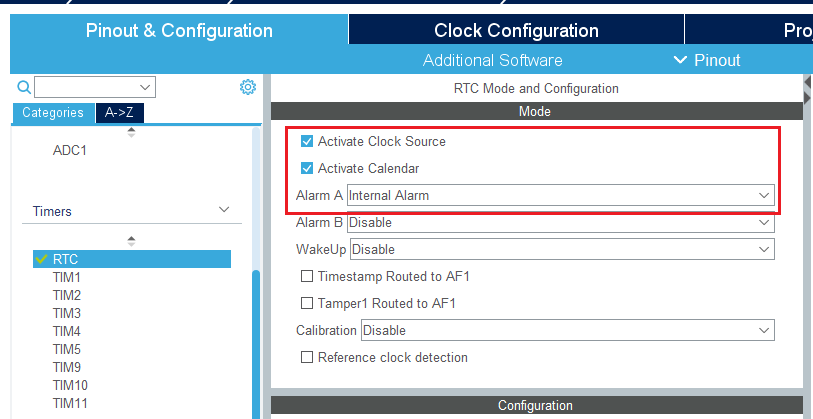 Pinout & Configuration
Clock Configuration
Pro
Additional Software
Pinout
RTC Mode and Configuration
Categories
A->Z
ADC1
Timers
RTC
TIM1
TIM2
TIM3
TIM4
TIM5
TIM9
TIM10
TIM11
Mode
Activate Clock Source
Activate Calendar
Alarm A Internal Alarm
Alarm B Disable
WakeUp Disable
Timestamp Routed to AF1
Tamper1 Routed to AF1
Calibration Disable
Reference clock detection
Configuration